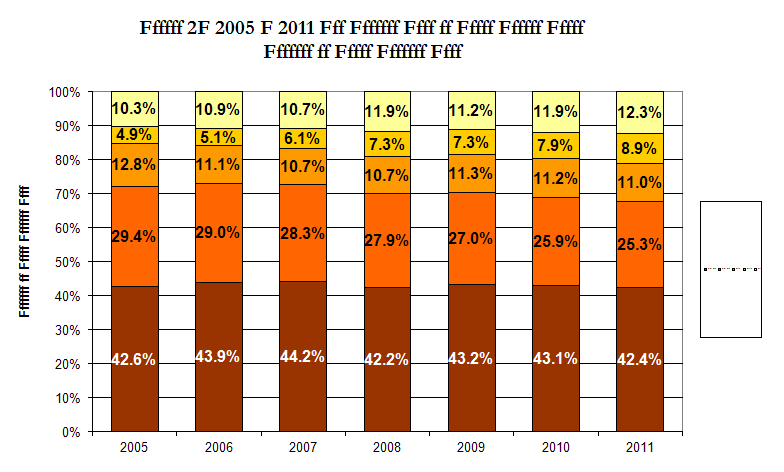 Ffffff 2F 2005 F 2011 Fff Ffffff Ffff ff Fffff Ffffff Fffff
Fffffff ff Fffff Fffffff Ffff
Ffffff ff Ffff Ffffff Fff
100%
90%
80%
70%
60%
50%
40%
30%
20%
10%
0%
10.3% 10.9% 10.7% 11.9% 11.2% 11.9% 12.3%
4.9% 5.1% 6.1% 7.3% 7.3% 7.9% 8.9%
12.8% 11.1% 10.7% 10.7% 11.3% 11.2% 11.0%
29.4% 29.0% 28.3% 27.9% 27.0% 25.9% 25.3%
42.6% 43.9% 44.2% 42.2% 43.2% 43.1% 42.4%
2005 2006 2007 2008 2009 2010 2011